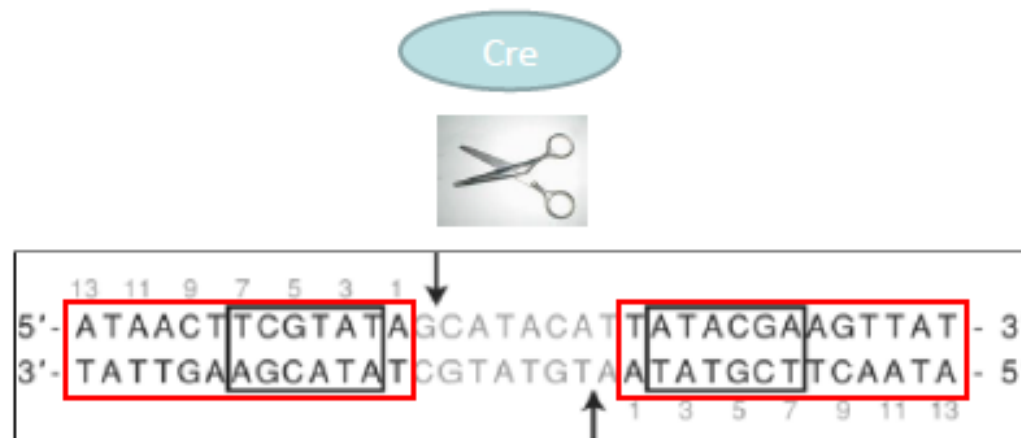 Cre
13 11 9 7 5 3 1
5'- ATAACTTCGTATAGCATACATTATACGAAGTTAT - 3
3'- TATTGAAGCATATCGTATGTAATATGCTTCAATA - 5
1 3 5 7 9 11 13